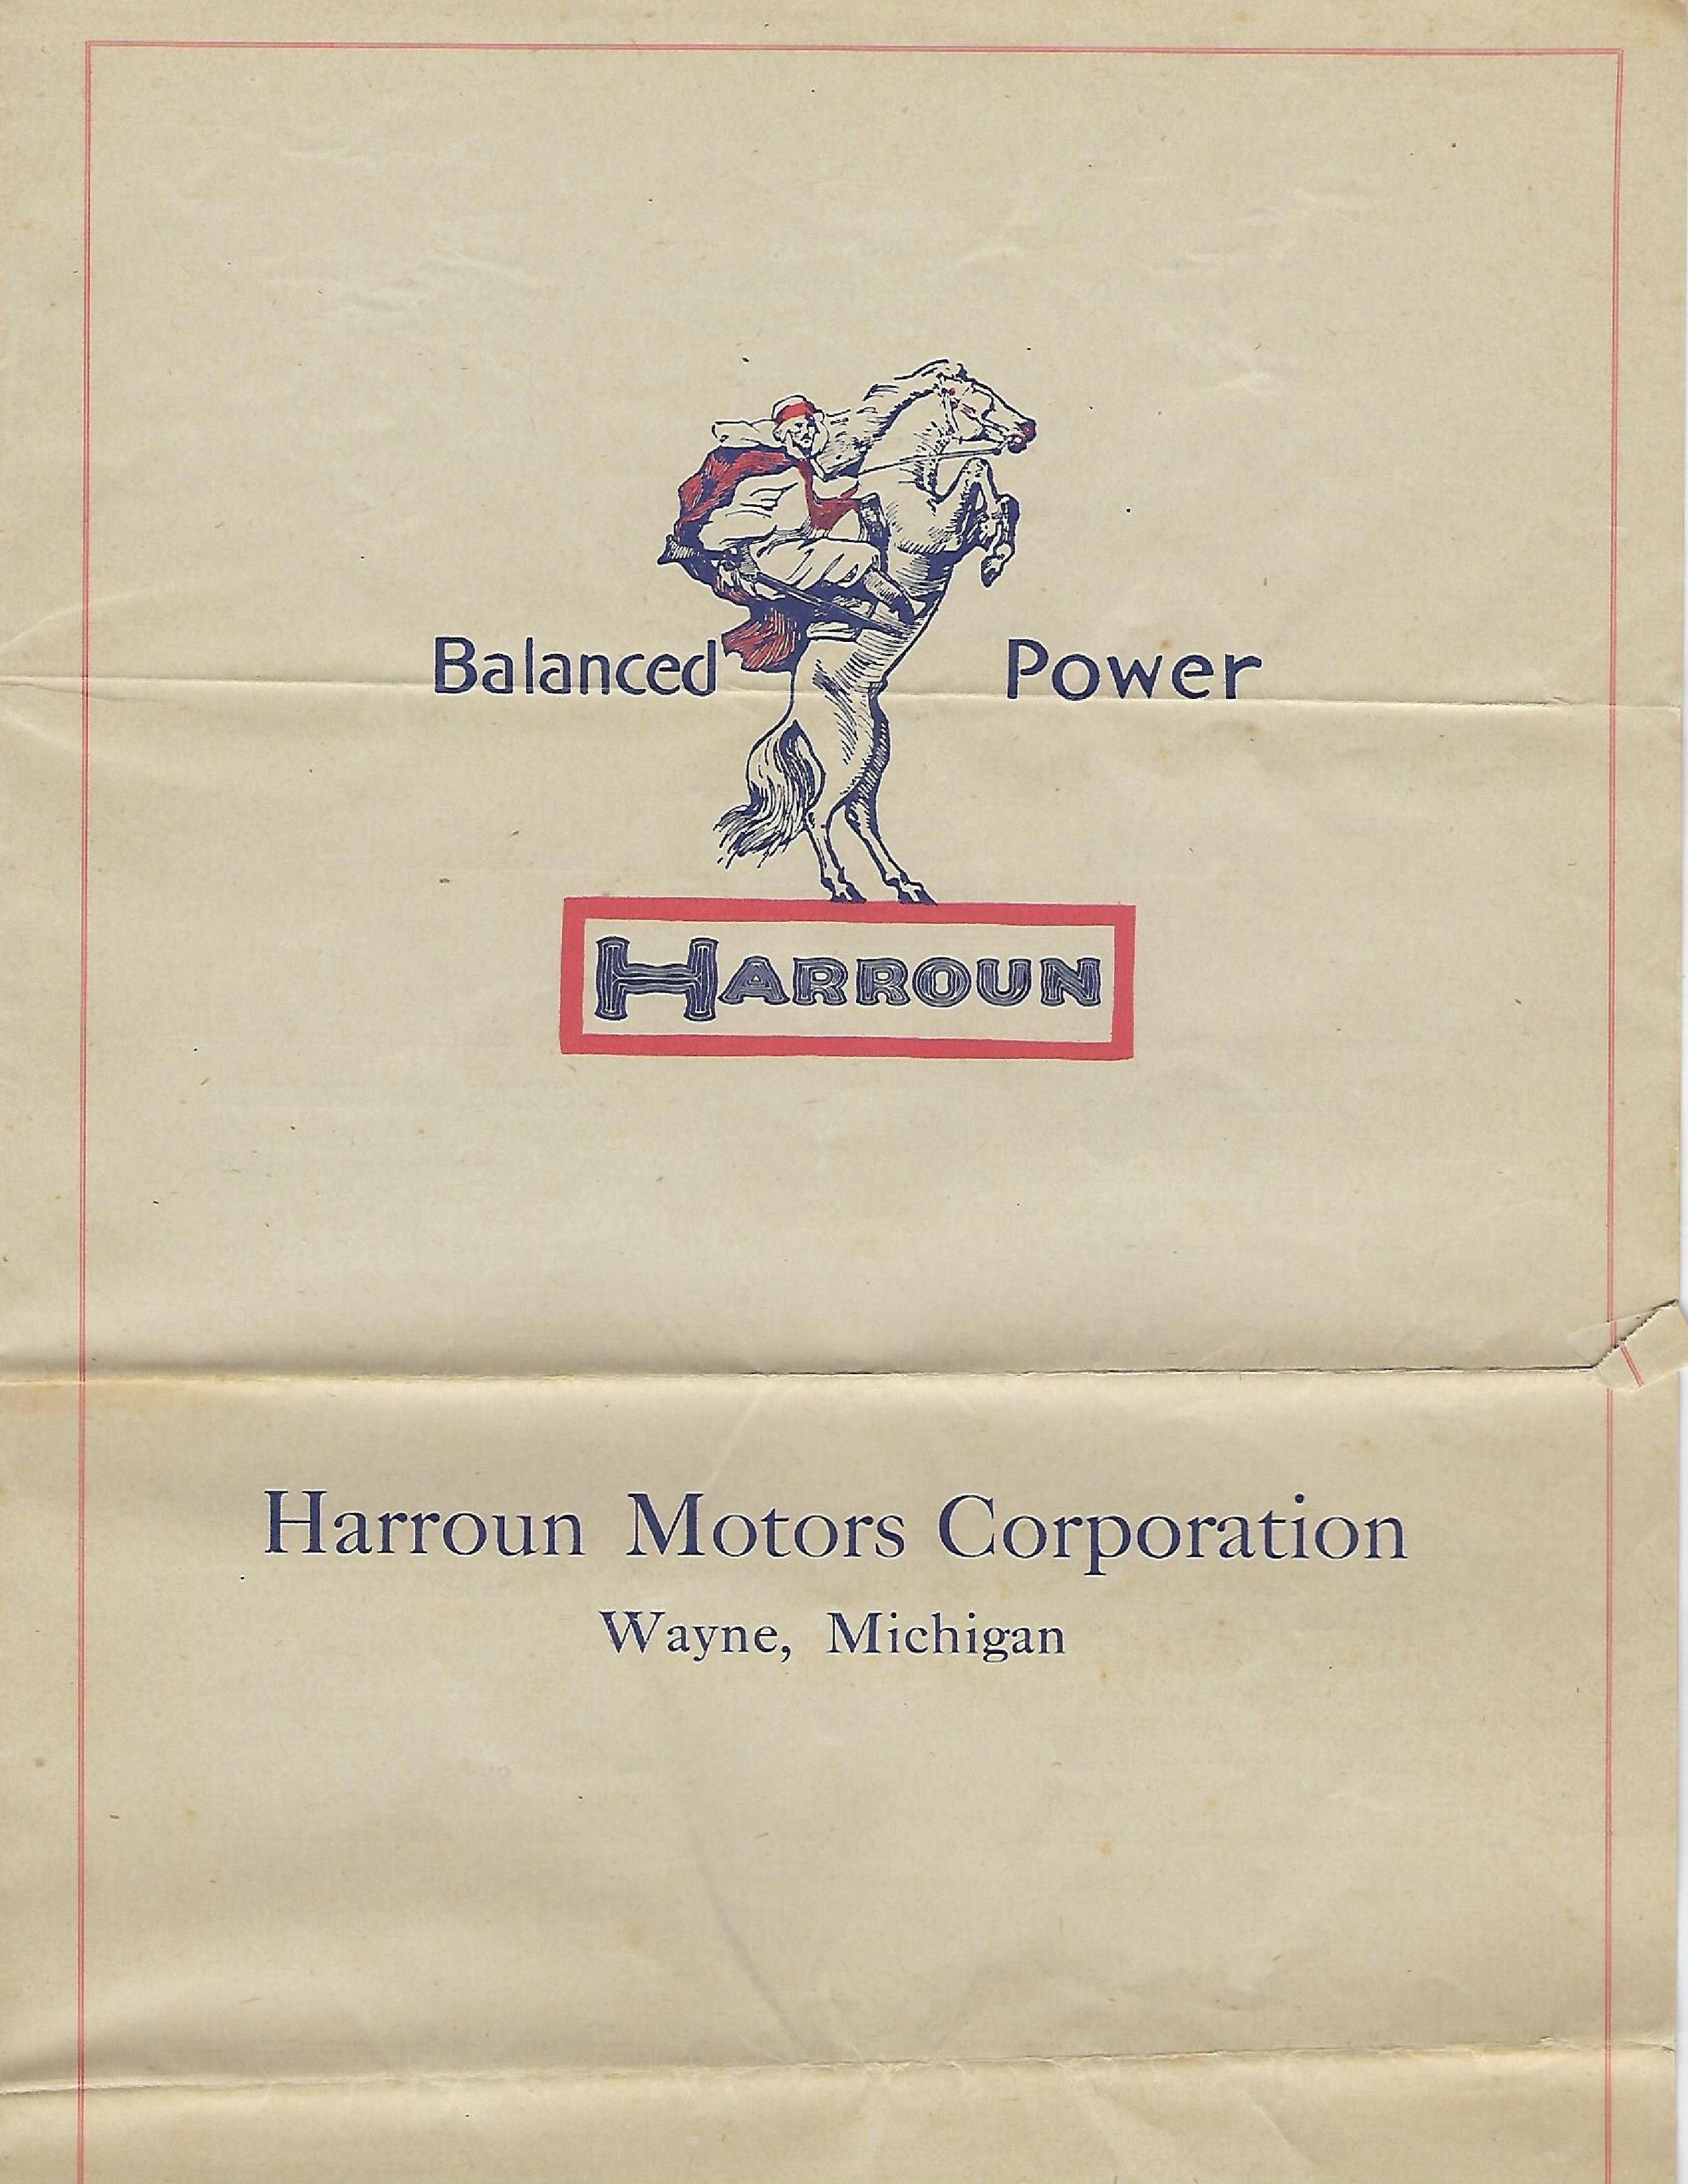 Balanced Power
HARROUN
Harroun Motors Corporation
Wayne, Michigan